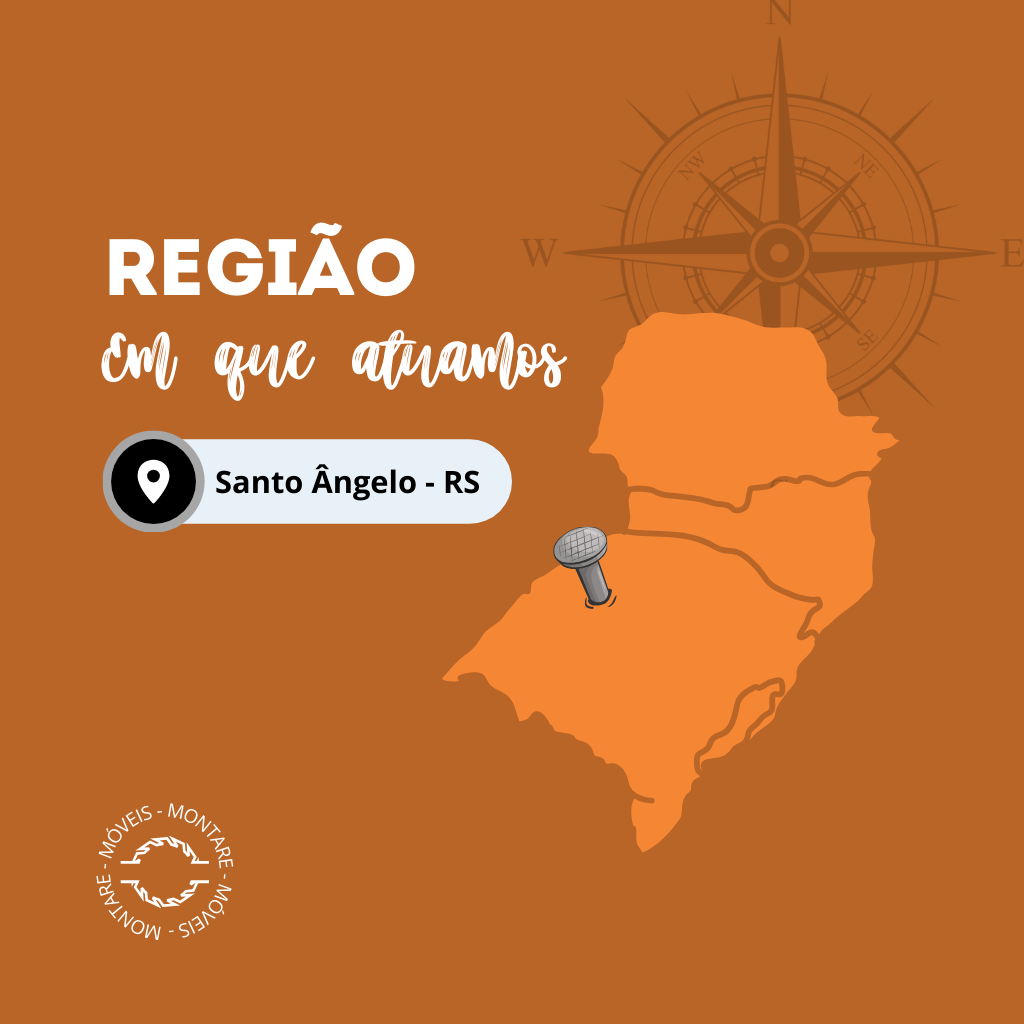 N
NW
NE
W
E
SE
REGIÃO
Em que atuamos
Santo Ângelo - RS
MÓVEIS - MONTARE - MÓVEIS - MONTARE -